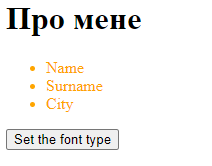 Про мене
Name
Surname
City
Set the font type